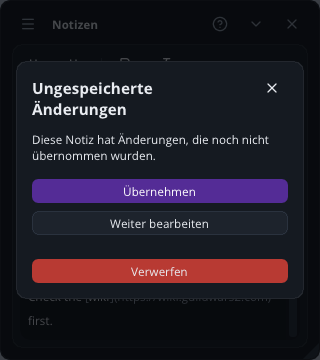 Notizen
Ungespeicherte
Änderungen
Diese Notiz hat Änderungen, die noch nicht
übernommen wurden.
Übernehmen
Weiter bearbeiten
Verwerfen
first.